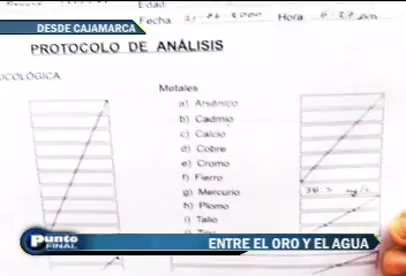 Edad
DESDE CAJAMARCA
Fecha
Hora
PROTOCOLO DE ANÁLISIS
Metales
a) Arsénico
b) Cadmio
c) Calcio
d) Cobre
e) Cromo
f) Fierro
g) Mercurio
h) Plomo
i) Talio
Punto
FINAL
ENTRE EL ORO Y EL AGUA